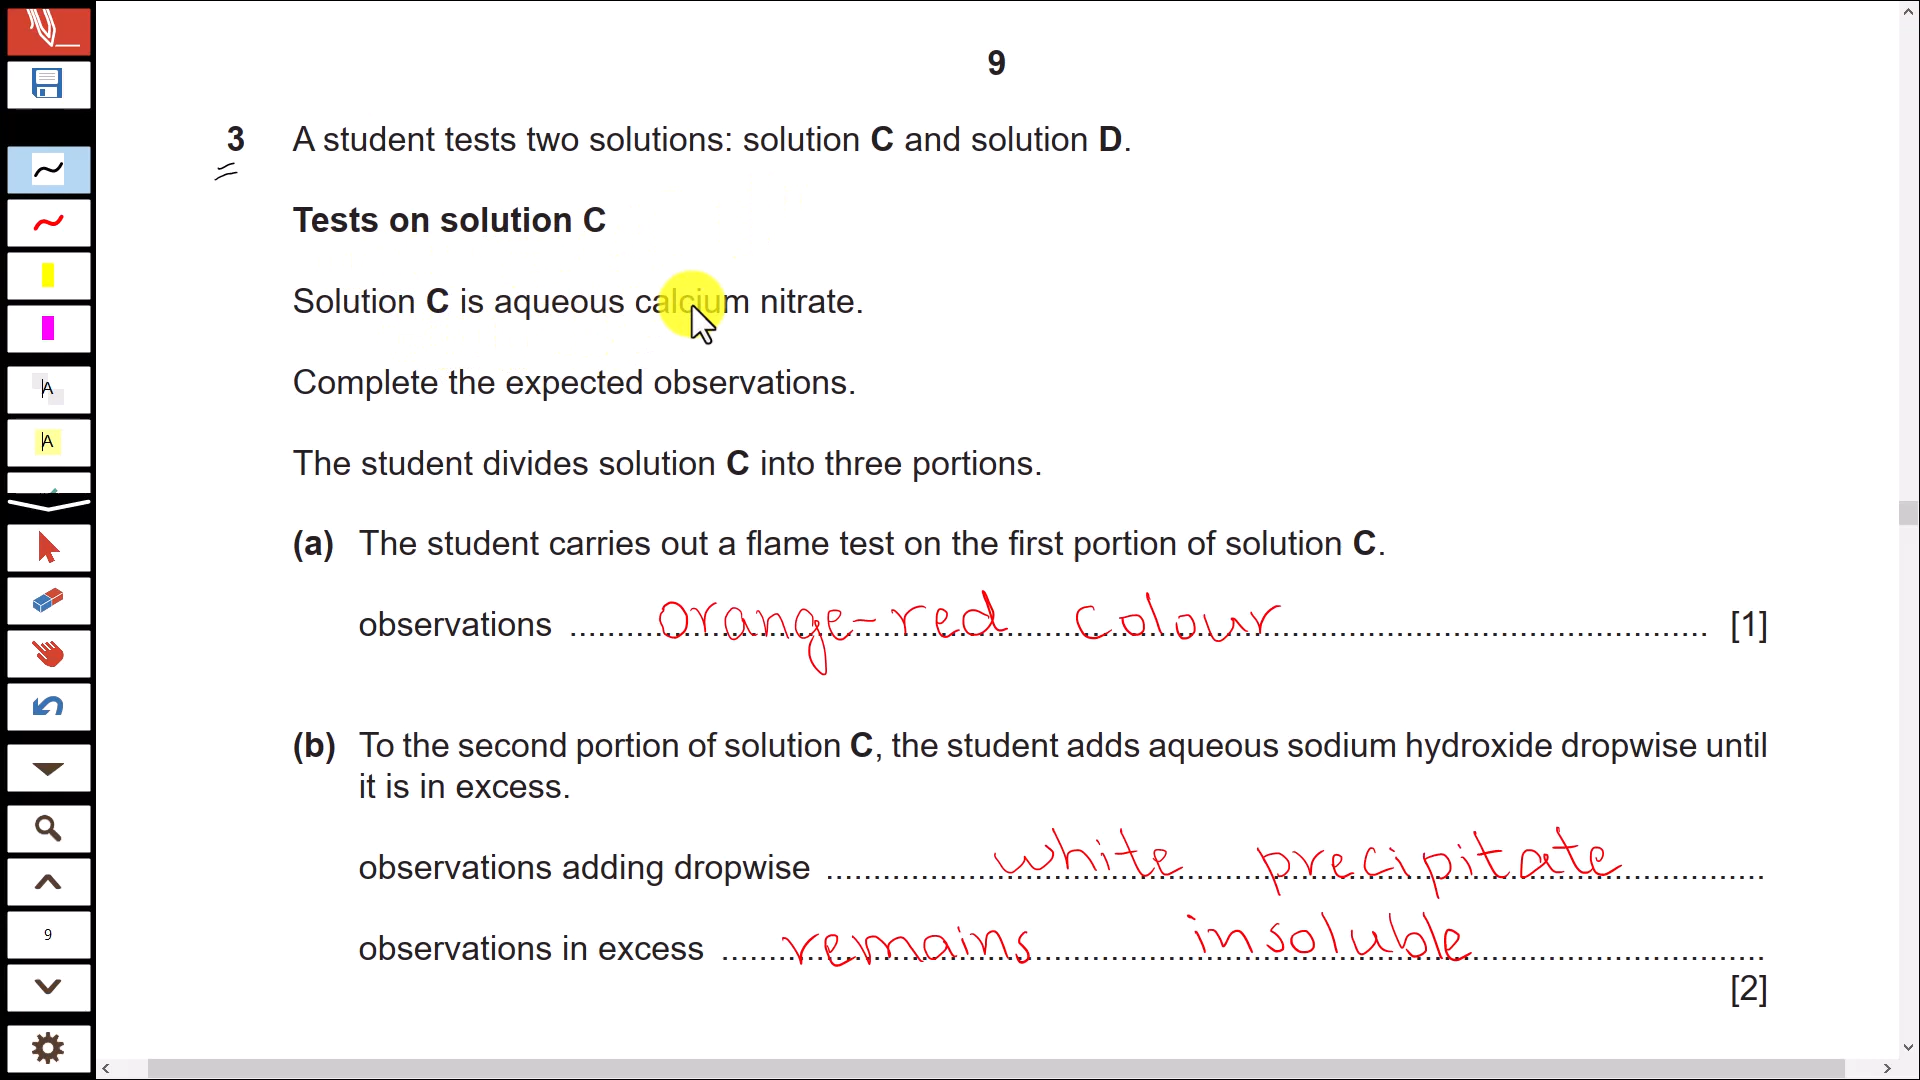 9
3 A student tests two solutions: solution C and solution D.
Tests on solution C
Solution C is aqueous calcium nitrate.
Complete the expected observations.
The student divides solution C into three portions.
(a) The student carries out a flame test on the first portion of solution C.
observations orange-red colour [1]
(b) To the second portion of solution C, the student adds aqueous sodium hydroxide dropwise until
it is in excess.
observations adding dropwise white precipitate
observations in excess remains insoluble
[2]
A
A
9